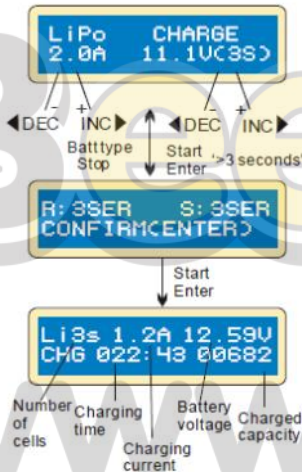 LiPo CHARGE
2.0A 11.1V(3S)
- + - +
◀DEC INC▶ ◀DEC INC▶
Batttype Stop
Start Enter '>3 seconds'
R: 3SER S: 3SER
CONFIRM(ENTER)
Start
Enter
Li3s 1.2A 12.59V
CHG 022:43 00682
Number of cells
Charging time
Charging current
Battery voltage
Charged capacity